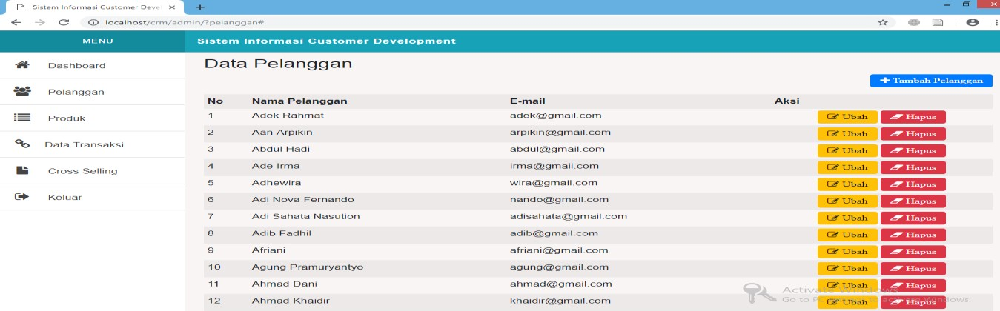 Sistem Informasi Customer Deve
localhost/crm/admin/?pelanggan#
MENU
Sistem Informasi Customer Development
Dashboard
Pelanggan
Produk
Data Transaksi
Cross Selling
Keluar
Data Pelanggan
Tambah Pelanggan
No Nama Pelanggan E-mail Aksi
1 Adek Rahmat adek@gmail.com Ubah Hapus
2 Aan Arpikin arpikin@gmail.com Ubah Hapus
3 Abdul Hadi abdul@gmail.com Ubah Hapus
4 Ade Irma irma@gmail.com Ubah Hapus
5 Adhewira wira@gmail.com Ubah Hapus
6 Adi Nova Fernando nando@gmail.com Ubah Hapus
7 Adi Sahata Nasution adisahata@gmail.com Ubah Hapus
8 Adib Fadhil adib@gmail.com Ubah Hapus
9 Afriani afriani@gmail.com Ubah Hapus
10 Agung Pramuryantyo agung@gmail.com Ubah Hapus
11 Ahmad Dani ahmad@gmail.com Ubah Hapus
12 Ahmad Khaidir khaidir@gmail.com Ubah Hapus
Activate Windows
Go to to activate Windows.